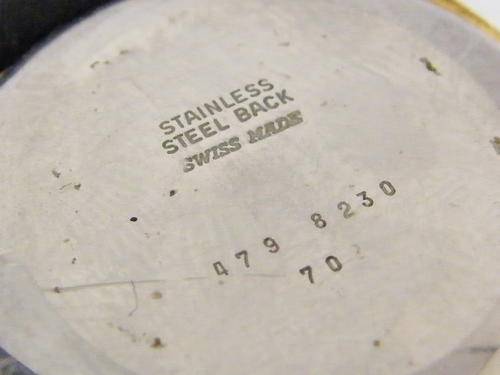 STAINLESS
STEEL BACK
SWISS MADE
479 8230
70